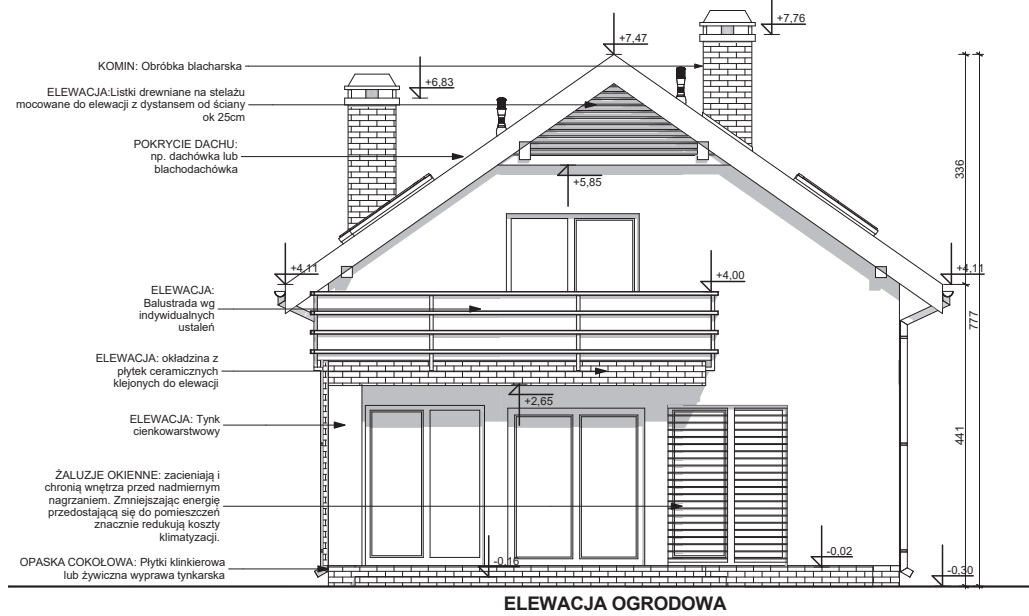 KOMIN: Obróbka blacharska
ELEWACJA:Listki drewniane na stelażu
mocowane do elewacji z dystansem od ściany
ok 25cm
POKRYCIE DACHU:
np. dachówka lub
blachodachówka
ELEWACJA:
Balustrada wg
indywidualnych
ustaleń
ELEWACJA: okładzina z
płytek ceramicznych
klejonych do elewacji
ELEWACJA: Tynk
cienkowarstwowy
ŻALUZJE OKIENNE: zacieniają i
chronią wnętrza przed nadmiernym
nagrzaniem. Zmniejszając energię
przedostającą się do pomieszczeń
znacznie redukują koszty
klimatyzacji.
OPASKA COKOŁOWA: Płytki klinkierowa
lub żywiczna wyprawa tynkarska
+7,76
+7,47
+6,83
+5,85
+4,11
+4,00
+4,11
+2,65
-0,16
-0,02
-0,30
336
777
441
ELEWACJA OGRODOWA